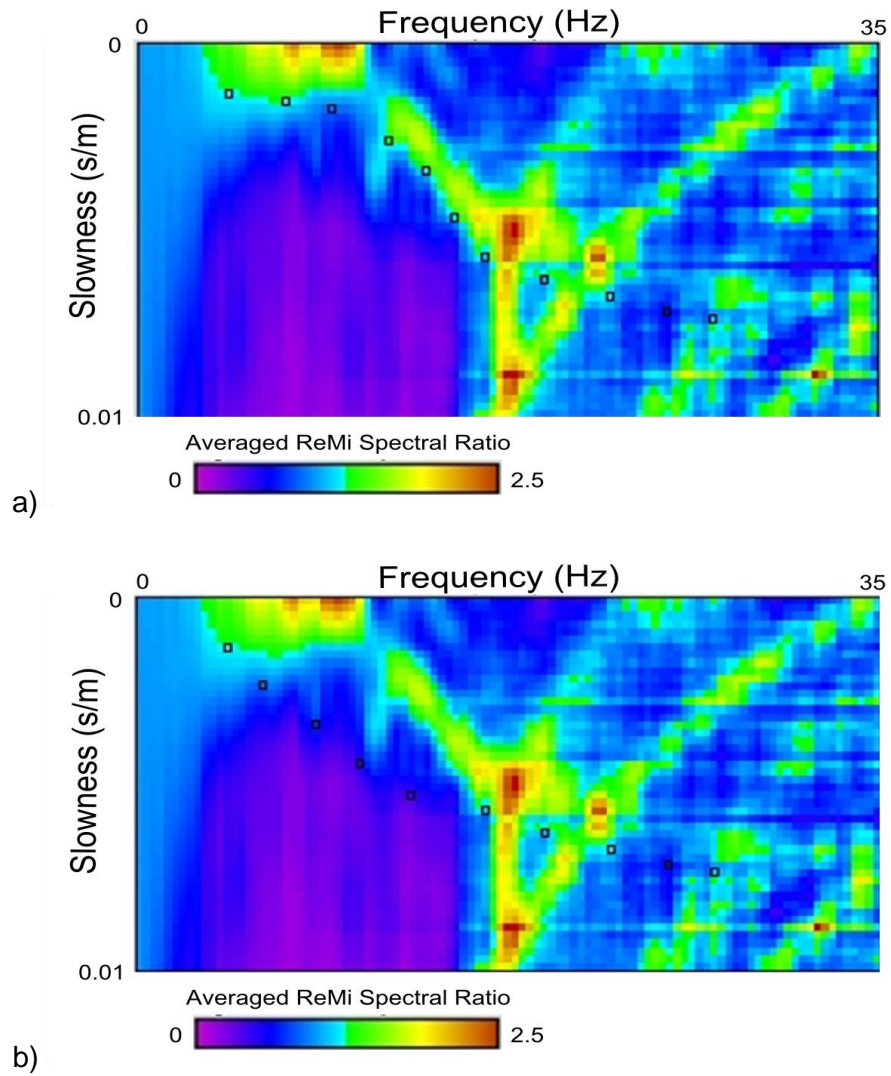 0 Frequency (Hz) 35
0
Slowness (s/m)
0.01
Averaged ReMi Spectral Ratio
0 2.5
a)
0 Frequency (Hz) 35
0
Slowness (s/m)
0.01
Averaged ReMi Spectral Ratio
0 2.5
b)